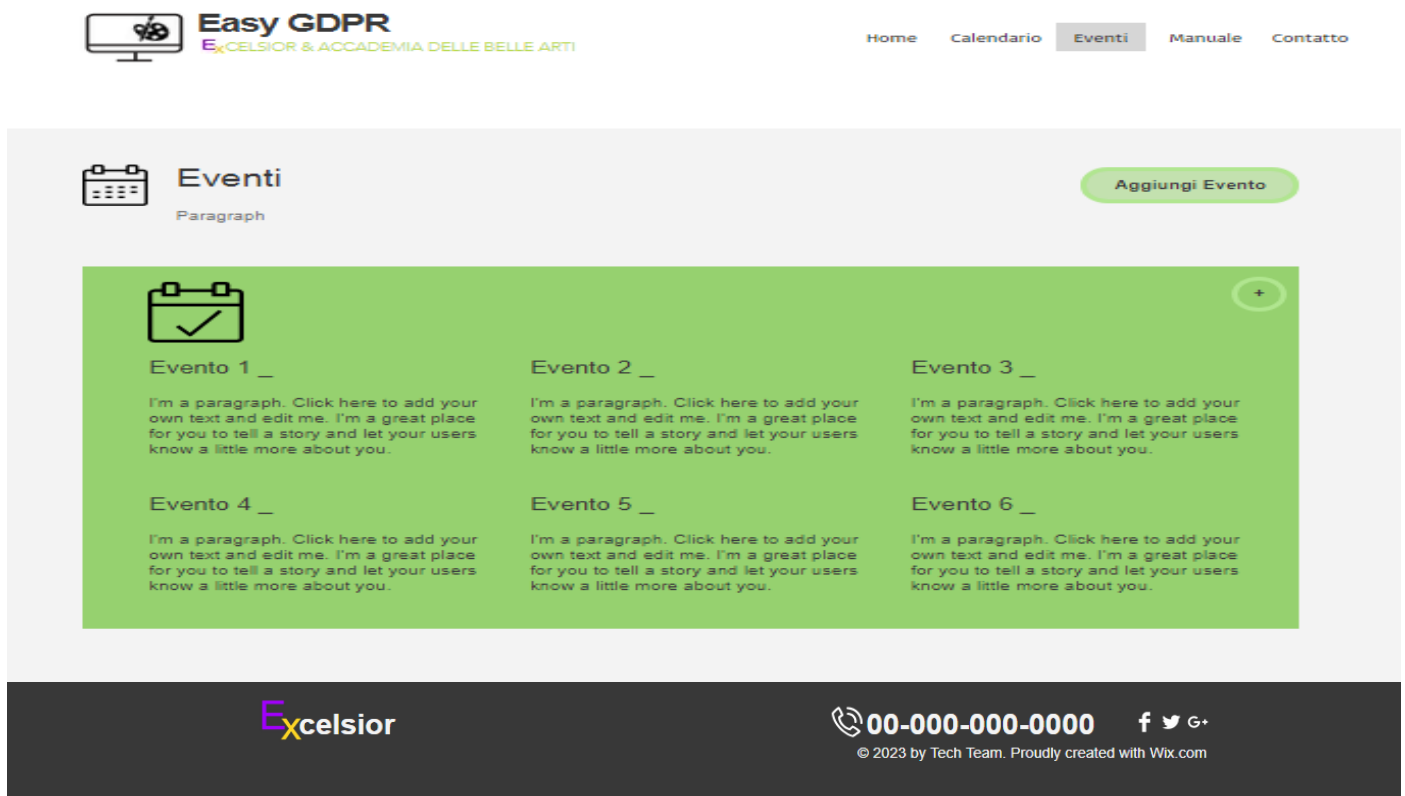 Easy GDPR
ExCELSIOR & ACCADEMIA DELLE BELLE ARTI
Home Calendario Eventi Manuale Contatto
Eventi
Paragraph
Aggiungi Evento
+
Evento 1 _
I'm a paragraph. Click here to add your
own text and edit me. I'm a great place
for you to tell a story and let your users
know a little more about you.
Evento 2 _
I'm a paragraph. Click here to add your
own text and edit me. I'm a great place
for you to tell a story and let your users
know a little more about you.
Evento 3 _
I'm a paragraph. Click here to add your
own text and edit me. I'm a great place
for you to tell a story and let your users
know a little more about you.
Evento 4 _
I'm a paragraph. Click here to add your
own text and edit me. I'm a great place
for you to tell a story and let your users
know a little more about you.
Evento 5 _
I'm a paragraph. Click here to add your
own text and edit me. I'm a great place
for you to tell a story and let your users
know a little more about you.
Evento 6 _
I'm a paragraph. Click here to add your
own text and edit me. I'm a great place
for you to tell a story and let your users
know a little more about you.
Excelsior
00-000-000-0000
f G+
© 2023 by Tech Team. Proudly created with Wix.com